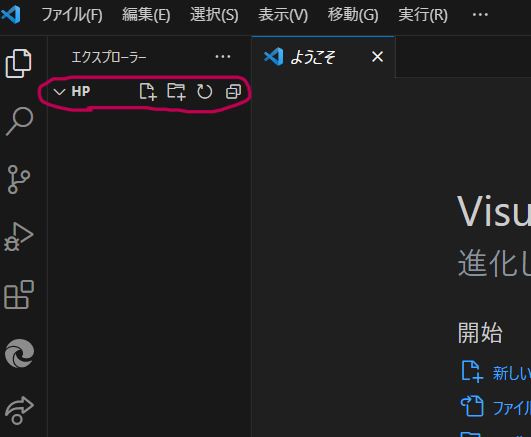 ファイル(F) 編集(E) 選択(S) 表示(V) 移動(G) 実行(R) …
エクスプローラー …
ようこそ
HP
Visu
進化し
開始
新しい
ファイル